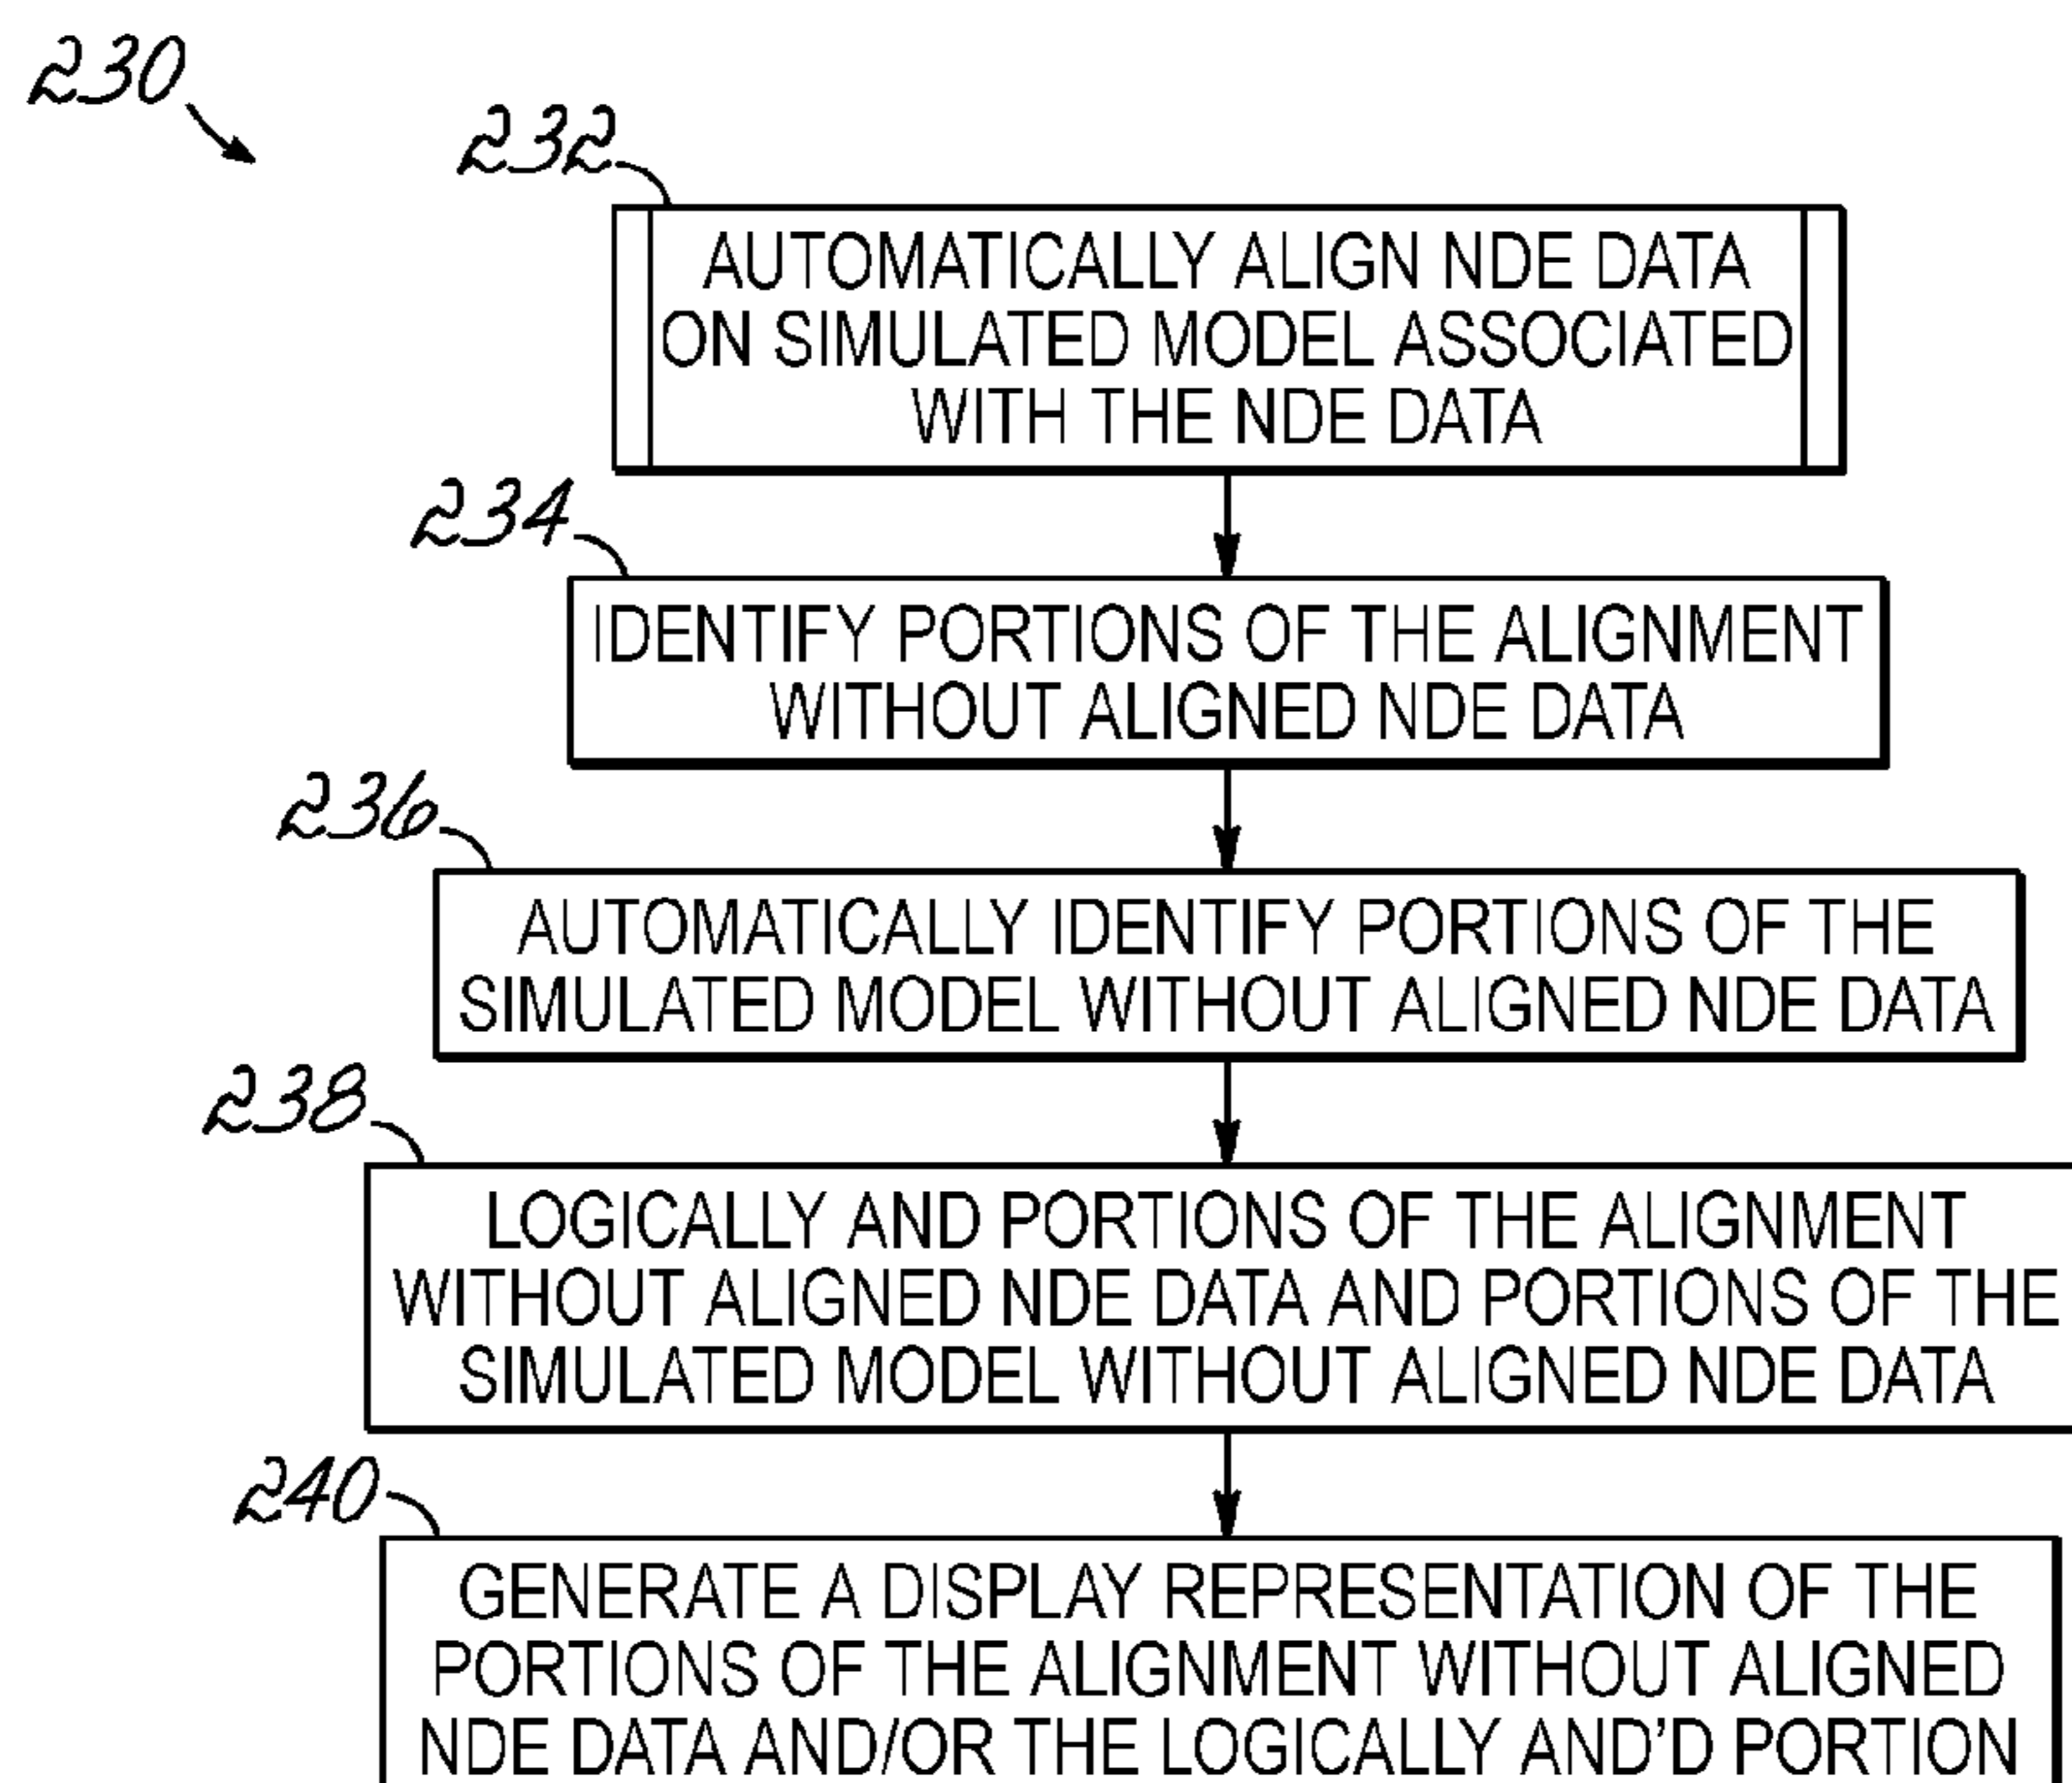 230
232
AUTOMATICALLY ALIGN NDE DATA
ON SIMULATED MODEL ASSOCIATED
WITH THE NDE DATA
234
IDENTIFY PORTIONS OF THE ALIGNMENT
WITHOUT ALIGNED NDE DATA
236
AUTOMATICALLY IDENTIFY PORTIONS OF THE
SIMULATED MODEL WITHOUT ALIGNED NDE DATA
238
LOGICALLY AND PORTIONS OF THE ALIGNMENT
WITHOUT ALIGNED NDE DATA AND PORTIONS OF THE
SIMULATED MODEL WITHOUT ALIGNED NDE DATA
240
GENERATE A DISPLAY REPRESENTATION OF THE
PORTIONS OF THE ALIGNMENT WITHOUT ALIGNED
NDE DATA AND/OR THE LOGICALLY AND'D PORTION